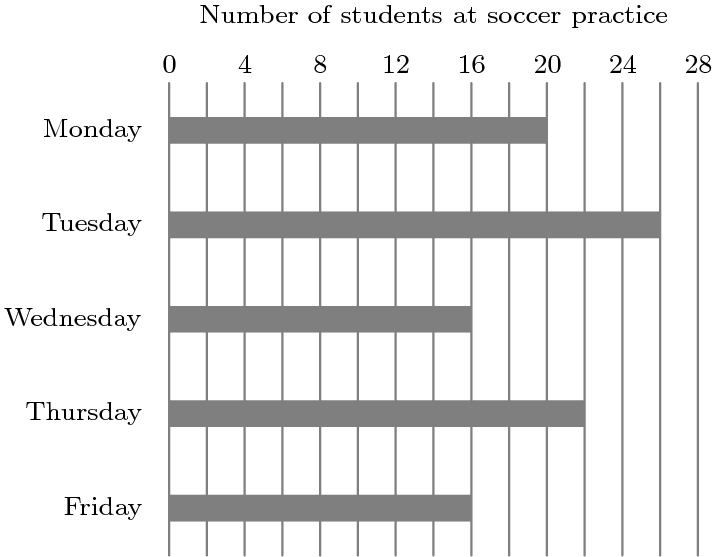 Number of students at soccer practice
0 4 8 12 16 20 24 28
Monday
Tuesday
Wednesday
Thursday
Friday